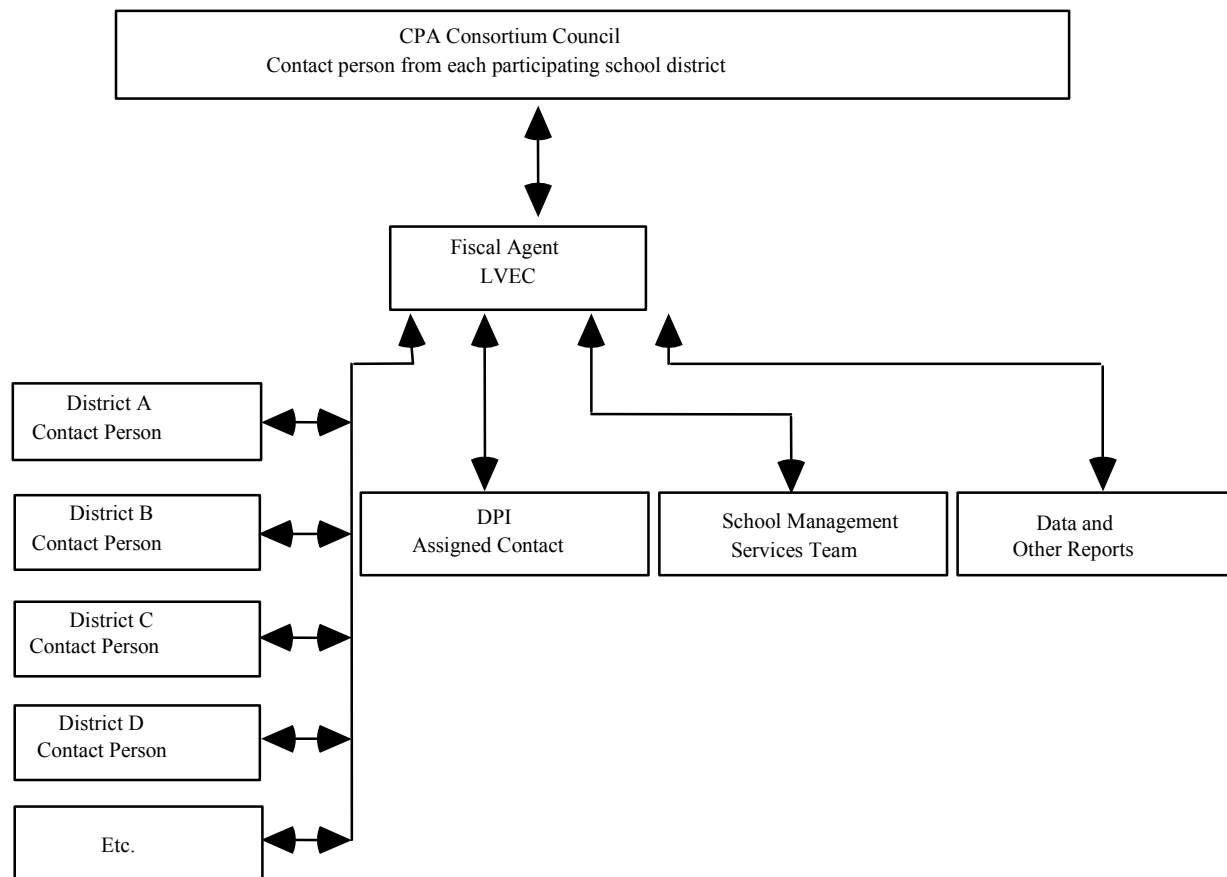 CPA Consortium Council
Contact person from each participating school district
Fiscal Agent
LVEC
District A
Contact Person
District B
Contact Person
District C
Contact Person
District D
Contact Person
Etc.
DPI
Assigned Contact
School Management
Services Team
Data and
Other Reports